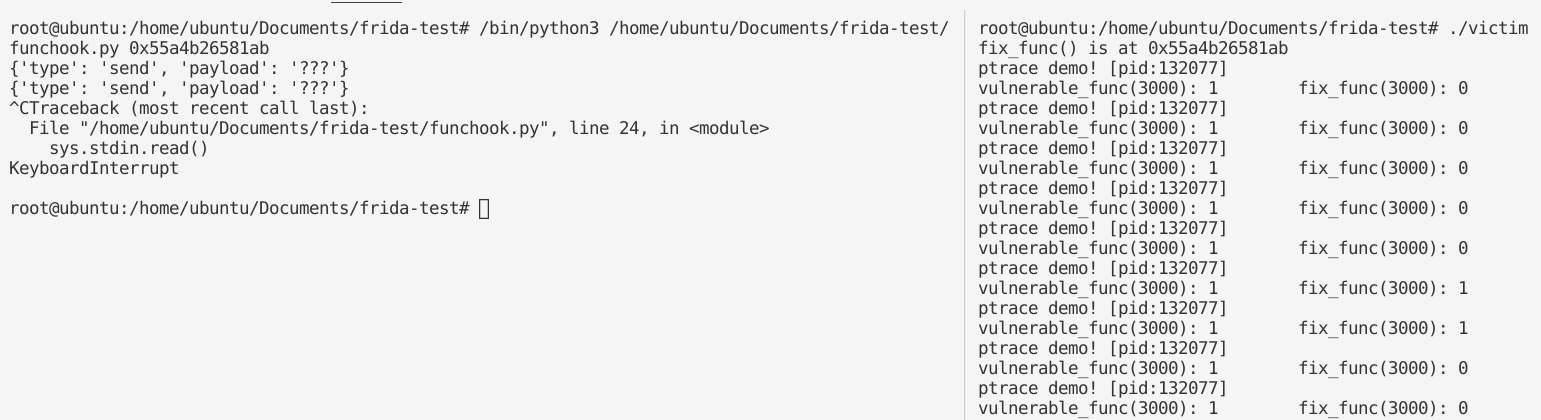 root@ubuntu:/home/ubuntu/Documents/frida-test# /bin/python3 /home/ubuntu/Documents/frida-test/
funchook.py 0x55a4b26581ab
{'type': 'send', 'payload': '???'}
{'type': 'send', 'payload': '???'}
^CTraceback (most recent call last):
  File "/home/ubuntu/Documents/frida-test/funchook.py", line 24, in <module>
    sys.stdin.read()
KeyboardInterrupt
root@ubuntu:/home/ubuntu/Documents/frida-test#
root@ubuntu:/home/ubuntu/Documents/frida-test# ./victim
fix_func() is at 0x55a4b26581ab
ptrace demo! [pid:132077]
vulnerable_func(3000): 1        fix_func(3000): 0
ptrace demo! [pid:132077]
vulnerable_func(3000): 1        fix_func(3000): 0
ptrace demo! [pid:132077]
vulnerable_func(3000): 1        fix_func(3000): 0
ptrace demo! [pid:132077]
vulnerable_func(3000): 1        fix_func(3000): 0
ptrace demo! [pid:132077]
vulnerable_func(3000): 1        fix_func(3000): 0
ptrace demo! [pid:132077]
vulnerable_func(3000): 1        fix_func(3000): 1
ptrace demo! [pid:132077]
vulnerable_func(3000): 1        fix_func(3000): 1
ptrace demo! [pid:132077]
vulnerable_func(3000): 1        fix_func(3000): 0
ptrace demo! [pid:132077]
vulnerable_func(3000): 1        fix_func(3000): 0